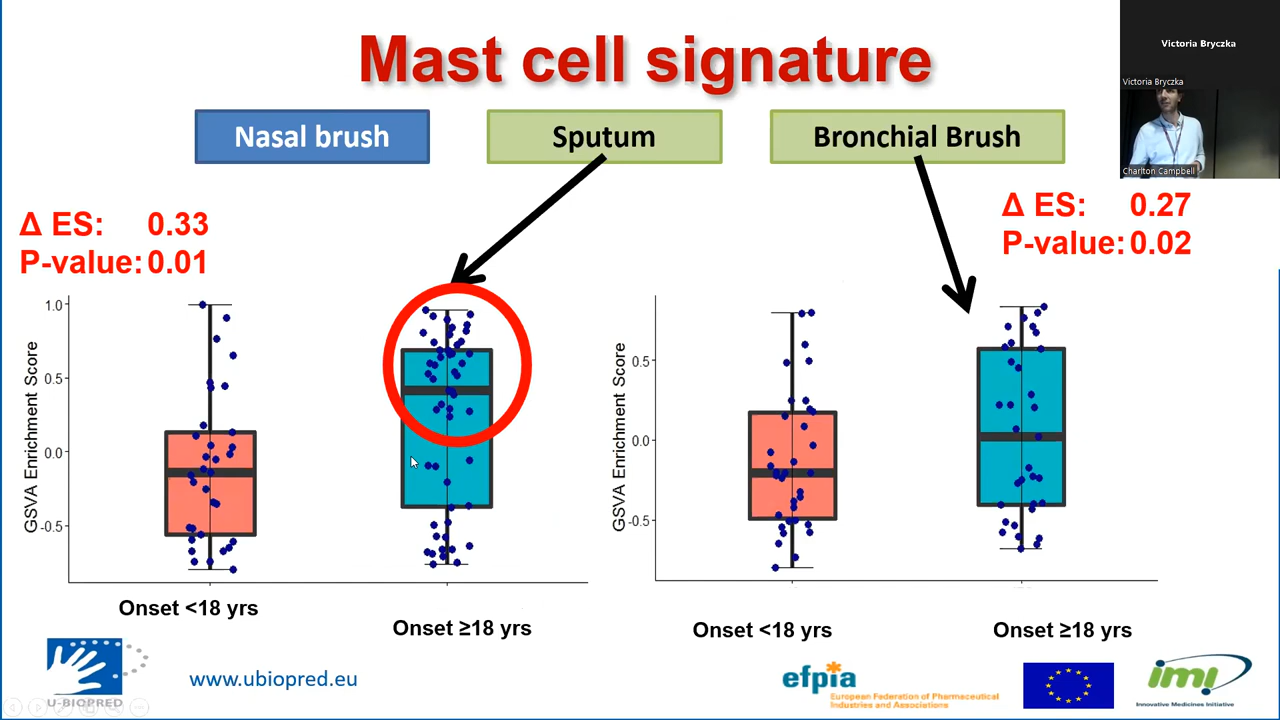 Mast cell signature
Victoria Bryczka
Victoria Bryczka
Charlton Campbell
Nasal brush
Sputum
Bronchial Brush
Δ ES: 0.33
P-value: 0.01
Δ ES: 0.27
P-value: 0.02
GSVA Enrichment Score
1.0
0.5
0.0
-0.5
Onset <18 yrs
Onset ≥18 yrs
GSVA Enrichment Score
0.5
0.0
-0.5
Onset <18 yrs
Onset ≥18 yrs
U-BIOPRED
www.ubiopred.eu
efpia
European Federation of Pharmaceutical
Industries and Associations
imi
Innovative Medicines Initiative